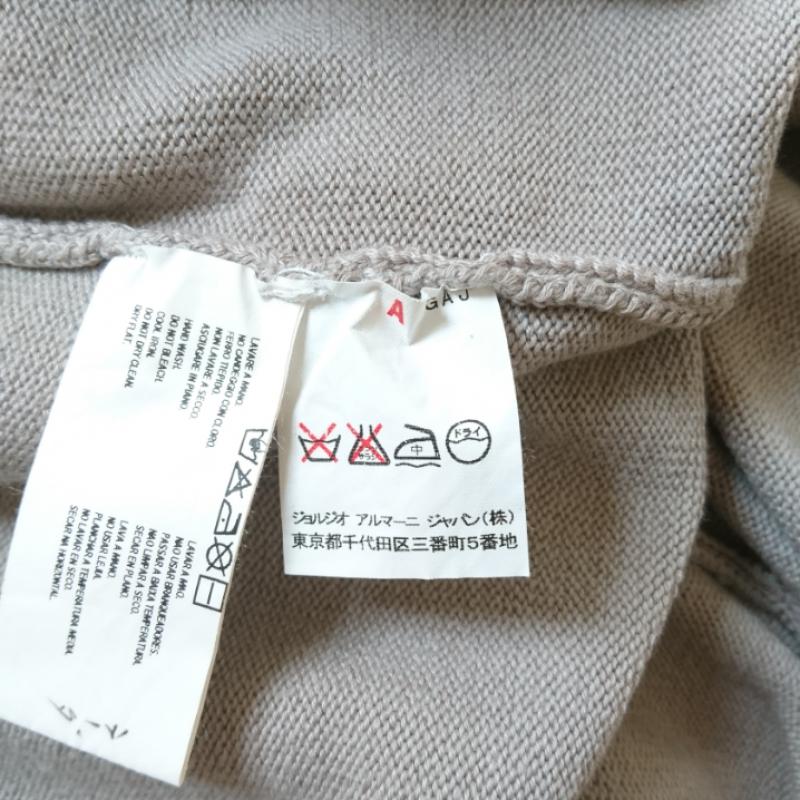 LAVARE A MANO.
NO CANDEGGIO CON CLORO.
FERRO TIEPIDO.
NON LAVARE A SECCO.
ASCIUGARE IN PIANO.
HAND WASH.
DO NOT BLEACH.
COOL IRON.
DO NOT DRY CLEAN.
DRY FLAT.
LAVAR A MAO.
NAO USAR BRANQUEADORES.
PASSAR A BAIXA TEMPERATURA.
NAO LIMPAR A SECO.
SECAR EN PLANO.
LAVA A MANO.
NO USAR LEJIA.
PLANCHAR A TEMPERATURA MEDIA.
NO LAVAR EN SECO.
SECAR NA HORIZONTAL.
A GAJ
中
ドライ
ジョルジオ アルマーニ ジャパン(株)
東京都千代田区三番町5番地